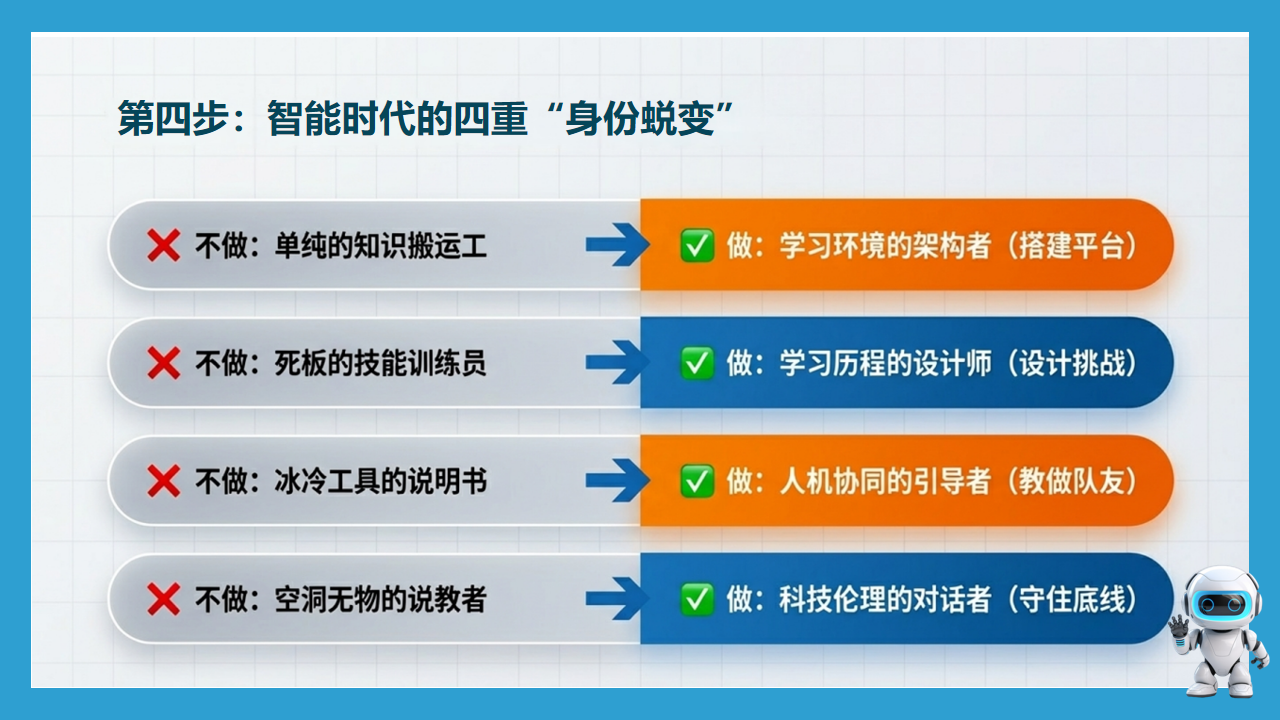 第四步：智能时代的四重“身份蜕变”
不做：单纯的知识搬运工
做：学习环境的架构者（搭建平台）
不做：死板的技能训练员
做：学习历程的设计师（设计挑战）
不做：冰冷工具的说明书
做：人机协同的引导者（教做队友）
不做：空洞无物的说教者
做：科技伦理的对话者（守住底线）